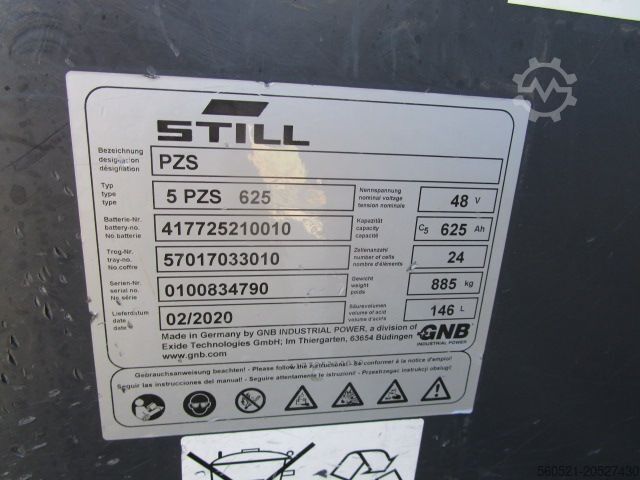 STILL
Bezeichnung
designation
désignation
PZS
Typ
type
type
5 PZS 625
Nennspannung
nominal voltage
tension nominale
48 V
Batterie-Nr.
battery-no.
No.batterie
417725210010
Kapazität
capacity
capacité
C5 625 Ah
Trog-Nr.
tray-no.
No.coffre
57017033010
Zellenanzahl
number of cells
nombre d'éléments
24
Serien-Nr.
serial no.
No.série
0100834790
Gewicht
weight
poids
885 kg
Lieferdatum
date
date
02/2020
Säurevolumen
volume of acid
volume d'acide
146 L
Made in Germany by GNB INDUSTRIAL POWER, a division of
Exide Technologies GmbH; Im Thiergarten, 63654 Büdingen
www.gnb.com
GNB
INDUSTRIAL POWER
Gebrauchsanweisung beachten! - Please follow the instructions! - Se conformer à la notice d'emploi!
Seguir las instrucciones del manual! - Seguire attentamente le istruzioni! - Przestrzegac instrukcji obslugi!
560521-20527430